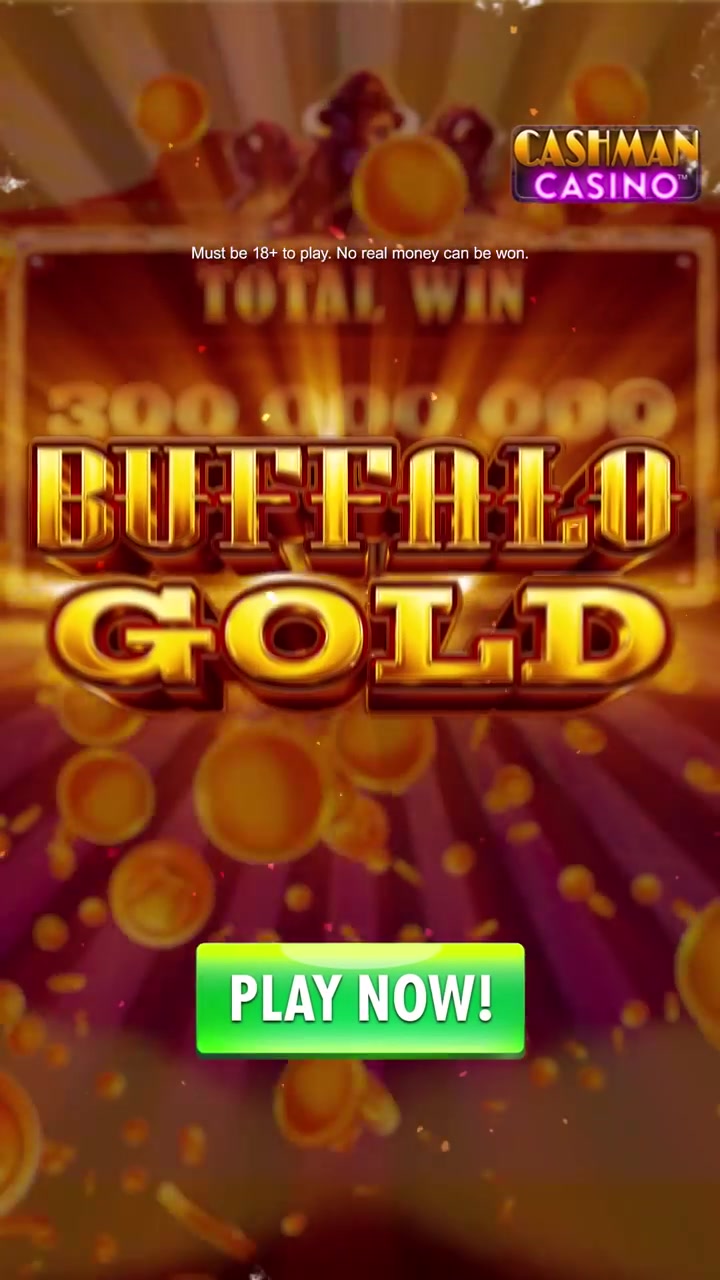 CASHMAN
CASINO™
Must be 18+ to play. No real money can be won.
TOTAL WIN
300 000 000
BUFFALO
GOLD
PLAY NOW!